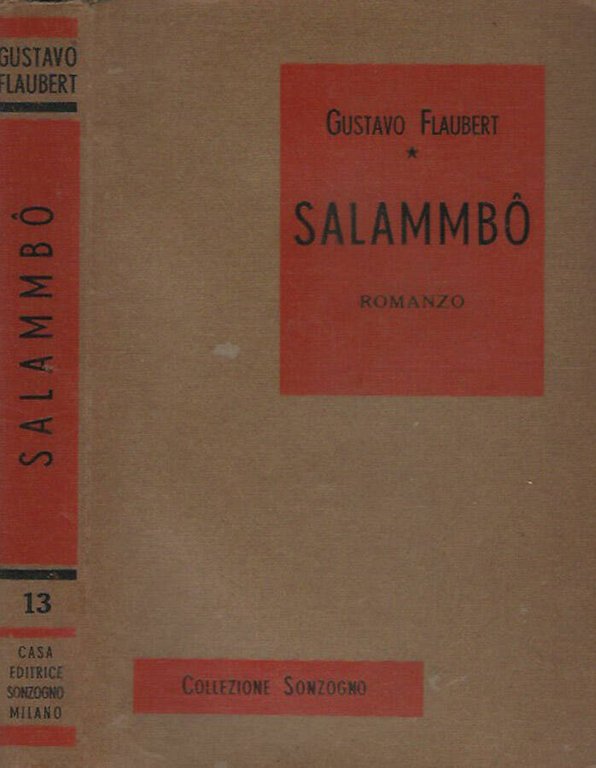 GUSTAVO
FLAUBERT
SALAMMBÔ
13
CASA
EDITRICE
SONZOGNO
MILANO
GUSTAVO FLAUBERT
★
SALAMMBÔ
ROMANZO
COLLEZIONE SONZOGNO